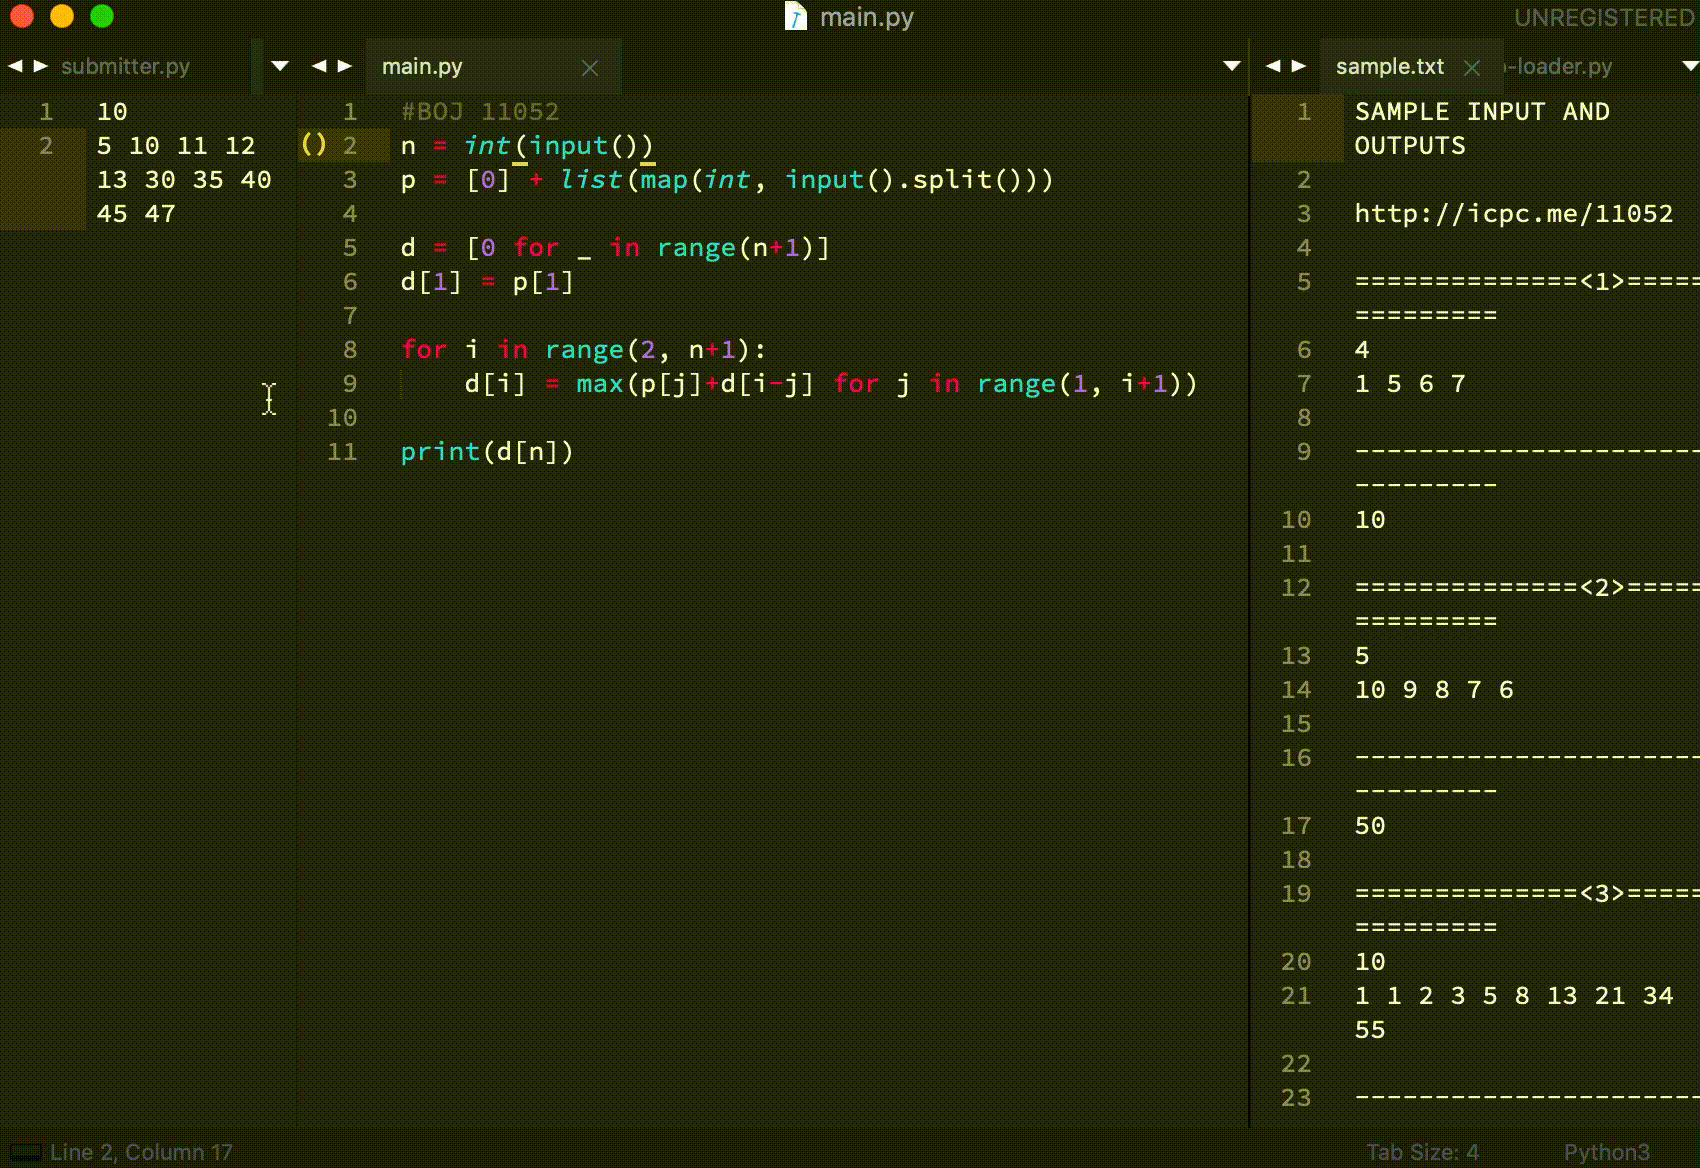 main.py
UNREGISTERED
submitter.py
main.py
sample.txt
-loader.py
1 10
2 5 10 11 12
13 30 35 40
45 47
1 #BOJ 11052
() 2 n = int(input())
3 p = [0] + list(map(int, input().split()))
4
5 d = [0 for _ in range(n+1)]
6 d[1] = p[1]
7
8 for i in range(2, n+1):
9 d[i] = max(p[j]+d[i-j] for j in range(1, i+1))
10
11 print(d[n])
1 SAMPLE INPUT AND
OUTPUTS
2
3 http://icpc.me/11052
4
5 ==============<1>=====
=========
6 4
7 1 5 6 7
8
9 ----------------------
---------
10 10
11
12 ==============<2>=====
=========
13 5
14 10 9 8 7 6
15
16 ----------------------
---------
17 50
18
19 ==============<3>=====
=========
20 10
21 1 1 2 3 5 8 13 21 34
55
22
23 ----------------------
Line 2, Column 17
Tab Size: 4
Python3